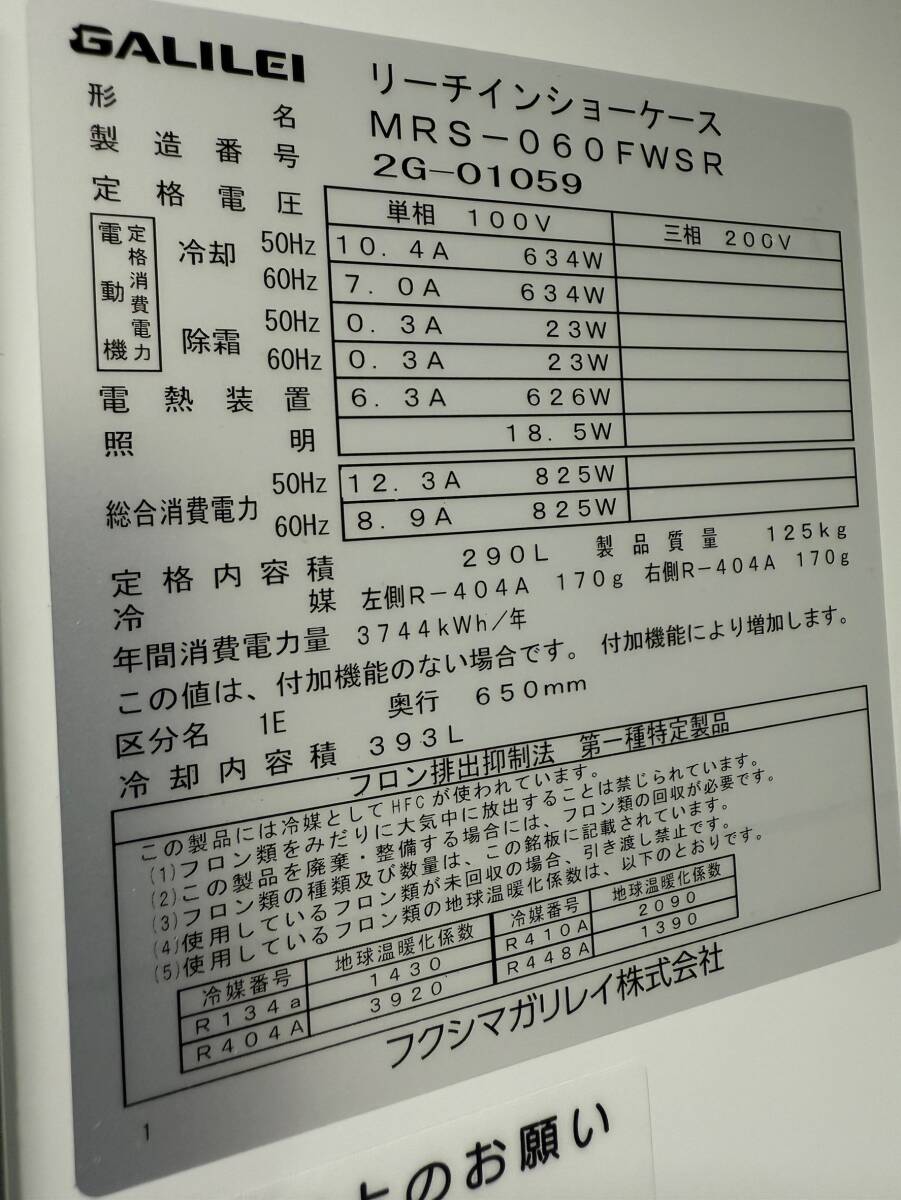 GALILEI リーチインショーケース
形名 MRS-060FWSR
製造番号 2G-01059
定格電圧 単相 100V 三相 200V
電動機 定格消費電力
冷却 50Hz 10.4A 634W
60Hz 7.0A 634W
除霜 50Hz 0.3A 23W
60Hz 0.3A 23W
電熱装置 6.3A 626W
照明 18.5W
総合消費電力 50Hz 12.3A 825W
60Hz 8.9A 825W
定格内容積 290L 製品質量 125kg
冷媒 左側R-404A 170g 右側R-404A 170g
年間消費電力量 3744kWh/年
この値は、付加機能のない場合です。付加機能により増加します。
区分名 1E 奥行 650mm
冷却内容積 393L
フロン排出抑制法 第一種特定製品
この製品には冷媒としてHFCが使われています。
(1)フロン類をみだりに大気中に放出することは禁じられています。
(2)この製品を廃棄・整備する場合には、フロン類の回収が必要です。
(3)フロン類の種類及び数量は、この銘板に記載されています。
(4)使用しているフロン類が未回収の場合、引き渡し禁止です。
(5)使用しているフロン類の地球温暖化係数は、以下のとおりです。
冷媒番号 地球温暖化係数 冷媒番号 地球温暖化係数
R134a 1430 R410A 2090
R404A 3920 R448A 1390
フクシマガリレイ株式会社
1
上のお願い